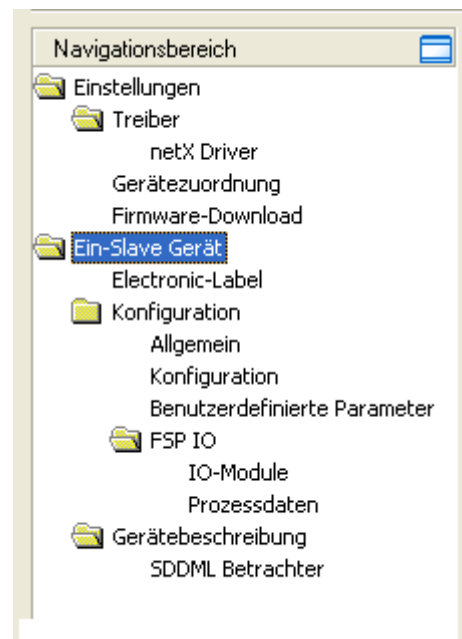 Navigationsbereich
Einstellungen
Treiber
netX Driver
Gerätezuordnung
Firmware-Download
Ein-Slave Gerät
Electronic-Label
Konfiguration
Allgemein
Konfiguration
Benutzerdefinierte Parameter
FSP IO
IO-Module
Prozessdaten
Gerätebeschreibung
SDDML Betrachter